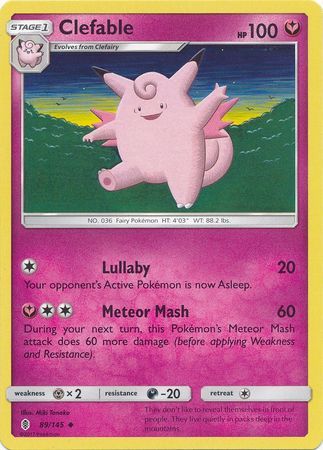 STAGE 1 Clefable HP 100
Evolves from Clefairy
NO. 036 Fairy Pokémon HT: 4'03" WT: 88.2 lbs.
Lullaby 20
Your opponent's Active Pokémon is now Asleep.
Meteor Mash 60
During your next turn, this Pokémon's Meteor Mash
attack does 60 more damage (before applying Weakness
and Resistance).
weakness × 2 resistance -20 retreat
Illus. Miki Tanaka
They don't like to reveal themselves in front of
89/145
players. They live quietly in packs deep in the
©2017 Pokémon
mountains.